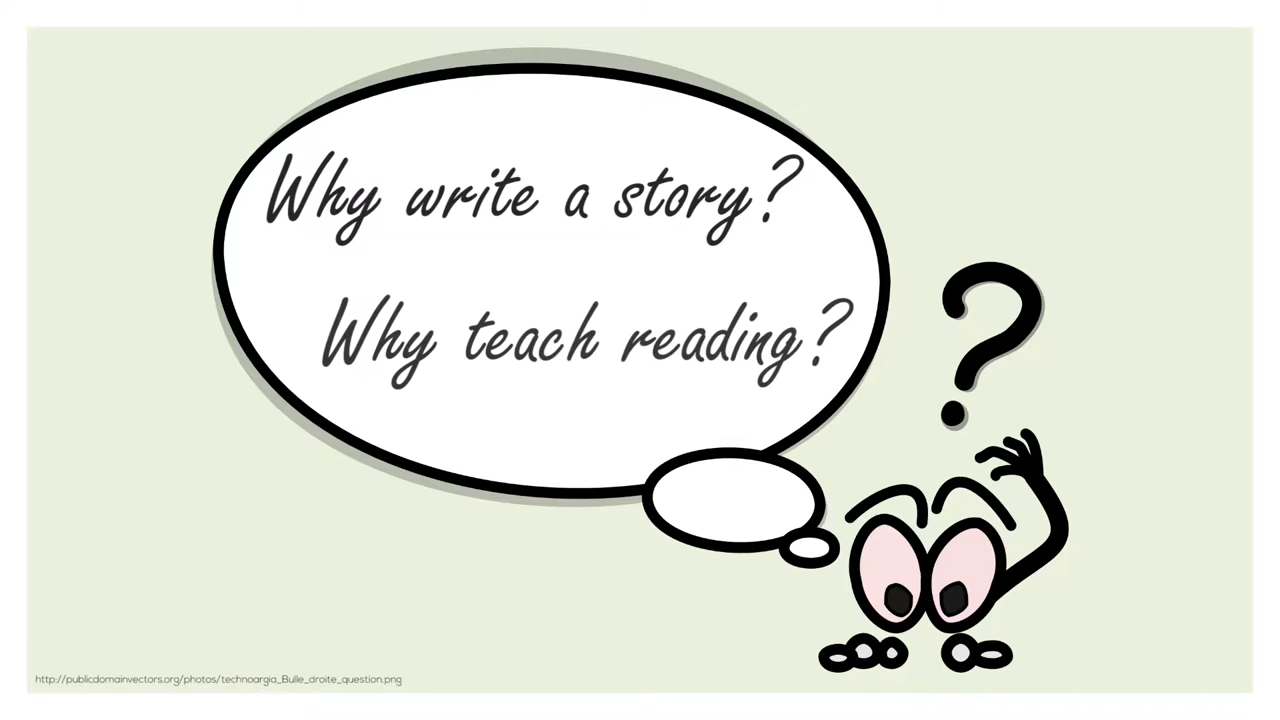 Why write a story?
Why teach reading?
?
http://publicdomainvectors.org/photos/technoargia_Bulle_droite_question.png